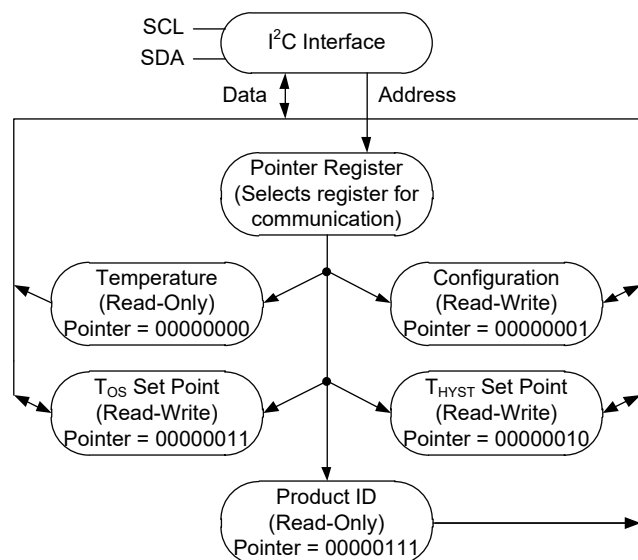 SCL
I²C Interface
SDA
Data
Address
Pointer Register
(Selects register for
communication)
Temperature
(Read-Only)
Pointer = 00000000
Configuration
(Read-Write)
Pointer = 00000001
TOS Set Point
(Read-Write)
Pointer = 00000011
THYST Set Point
(Read-Write)
Pointer = 00000010
Product ID
(Read-Only)
Pointer = 00000111